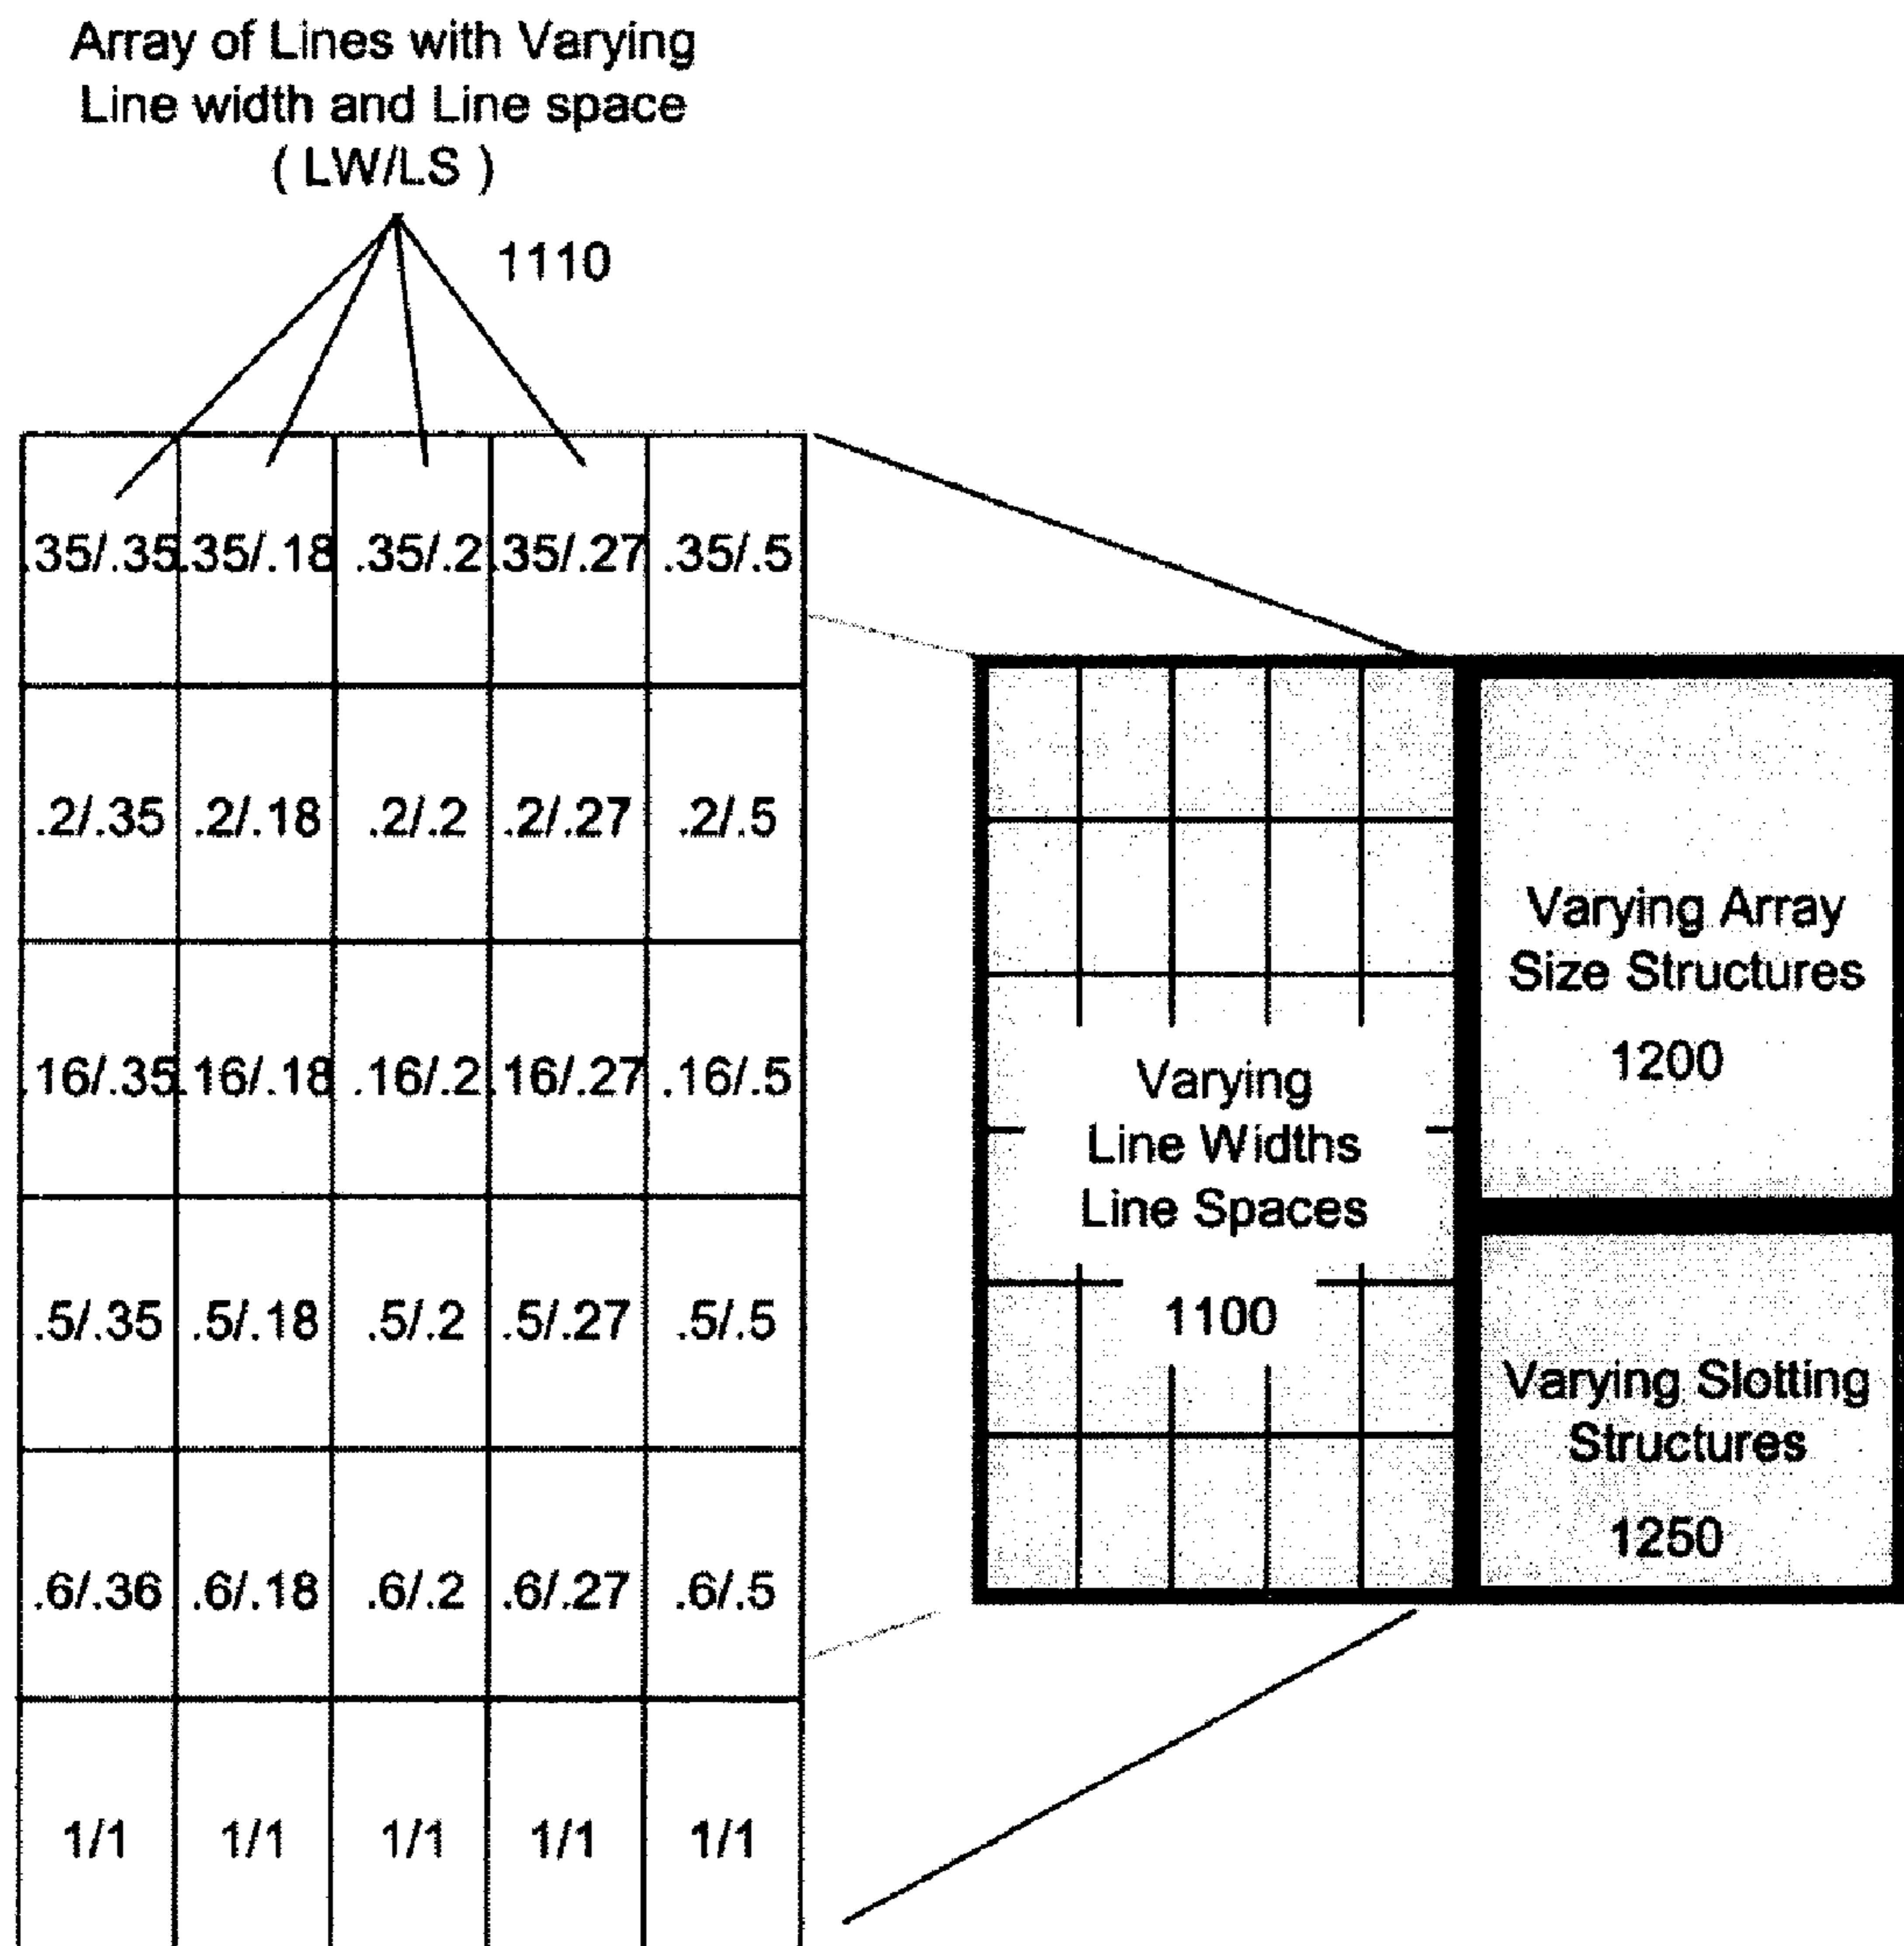 Array of Lines with Varying
Line width and Line space
( LW/LS )
1110
.35/.35 .35/.18 .35/.2 .35/.27 .35/.5
.2/.35 .2/.18 .2/.2 .2/.27 .2/.5
.16/.35 .16/.18 .16/.2 .16/.27 .16/.5
.5/.35 .5/.18 .5/.2 .5/.27 .5/.5
.6/.36 .6/.18 .6/.2 .6/.27 .6/.5
1/1 1/1 1/1 1/1 1/1
Varying
Line Widths
Line Spaces
1100
Varying Array
Size Structures
1200
Varying Slotting
Structures
1250